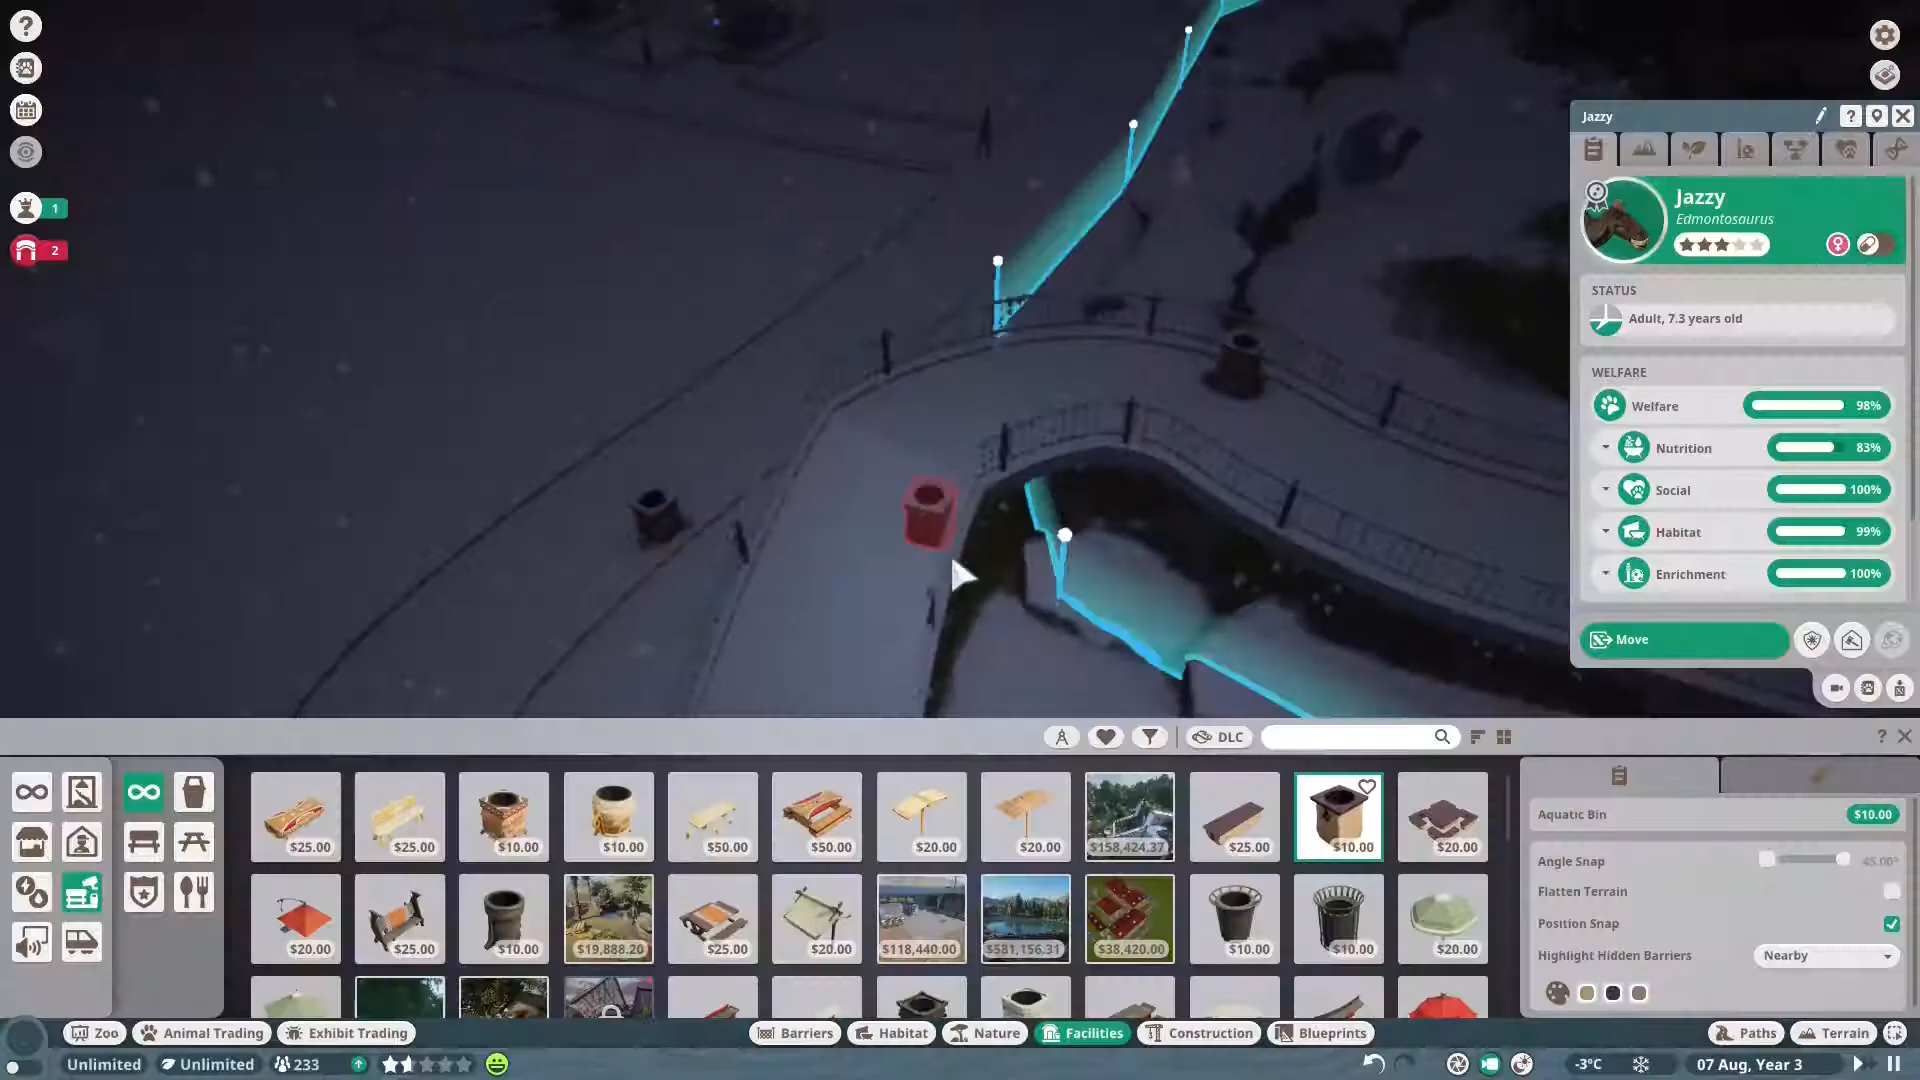 1
2
Jazzy
Jazzy
Edmontosaurus
STATUS
Adult, 7.3 years old
WELFARE
Welfare 98%
Nutrition 83%
Social 100%
Habitat 99%
Enrichment 100%
Move
DLC
$25.00 $25.00 $10.00 $10.00 $50.00 $50.00 $20.00 $20.00 $158,424.37 $25.00 $10.00 $20.00
$20.00 $25.00 $10.00 $19,888.20 $25.00 $20.00 $118,440.00 $581,156.31 $38,420.00 $10.00 $10.00 $20.00
Aquatic Bin $10.00
Angle Snap 45.00°
Flatten Terrain
Position Snap
Highlight Hidden Barriers Nearby
Zoo Animal Trading Exhibit Trading Barriers Habitat Nature Facilities Construction Blueprints Paths Terrain
Unlimited Unlimited 233 -3°C 07 Aug, Year 3